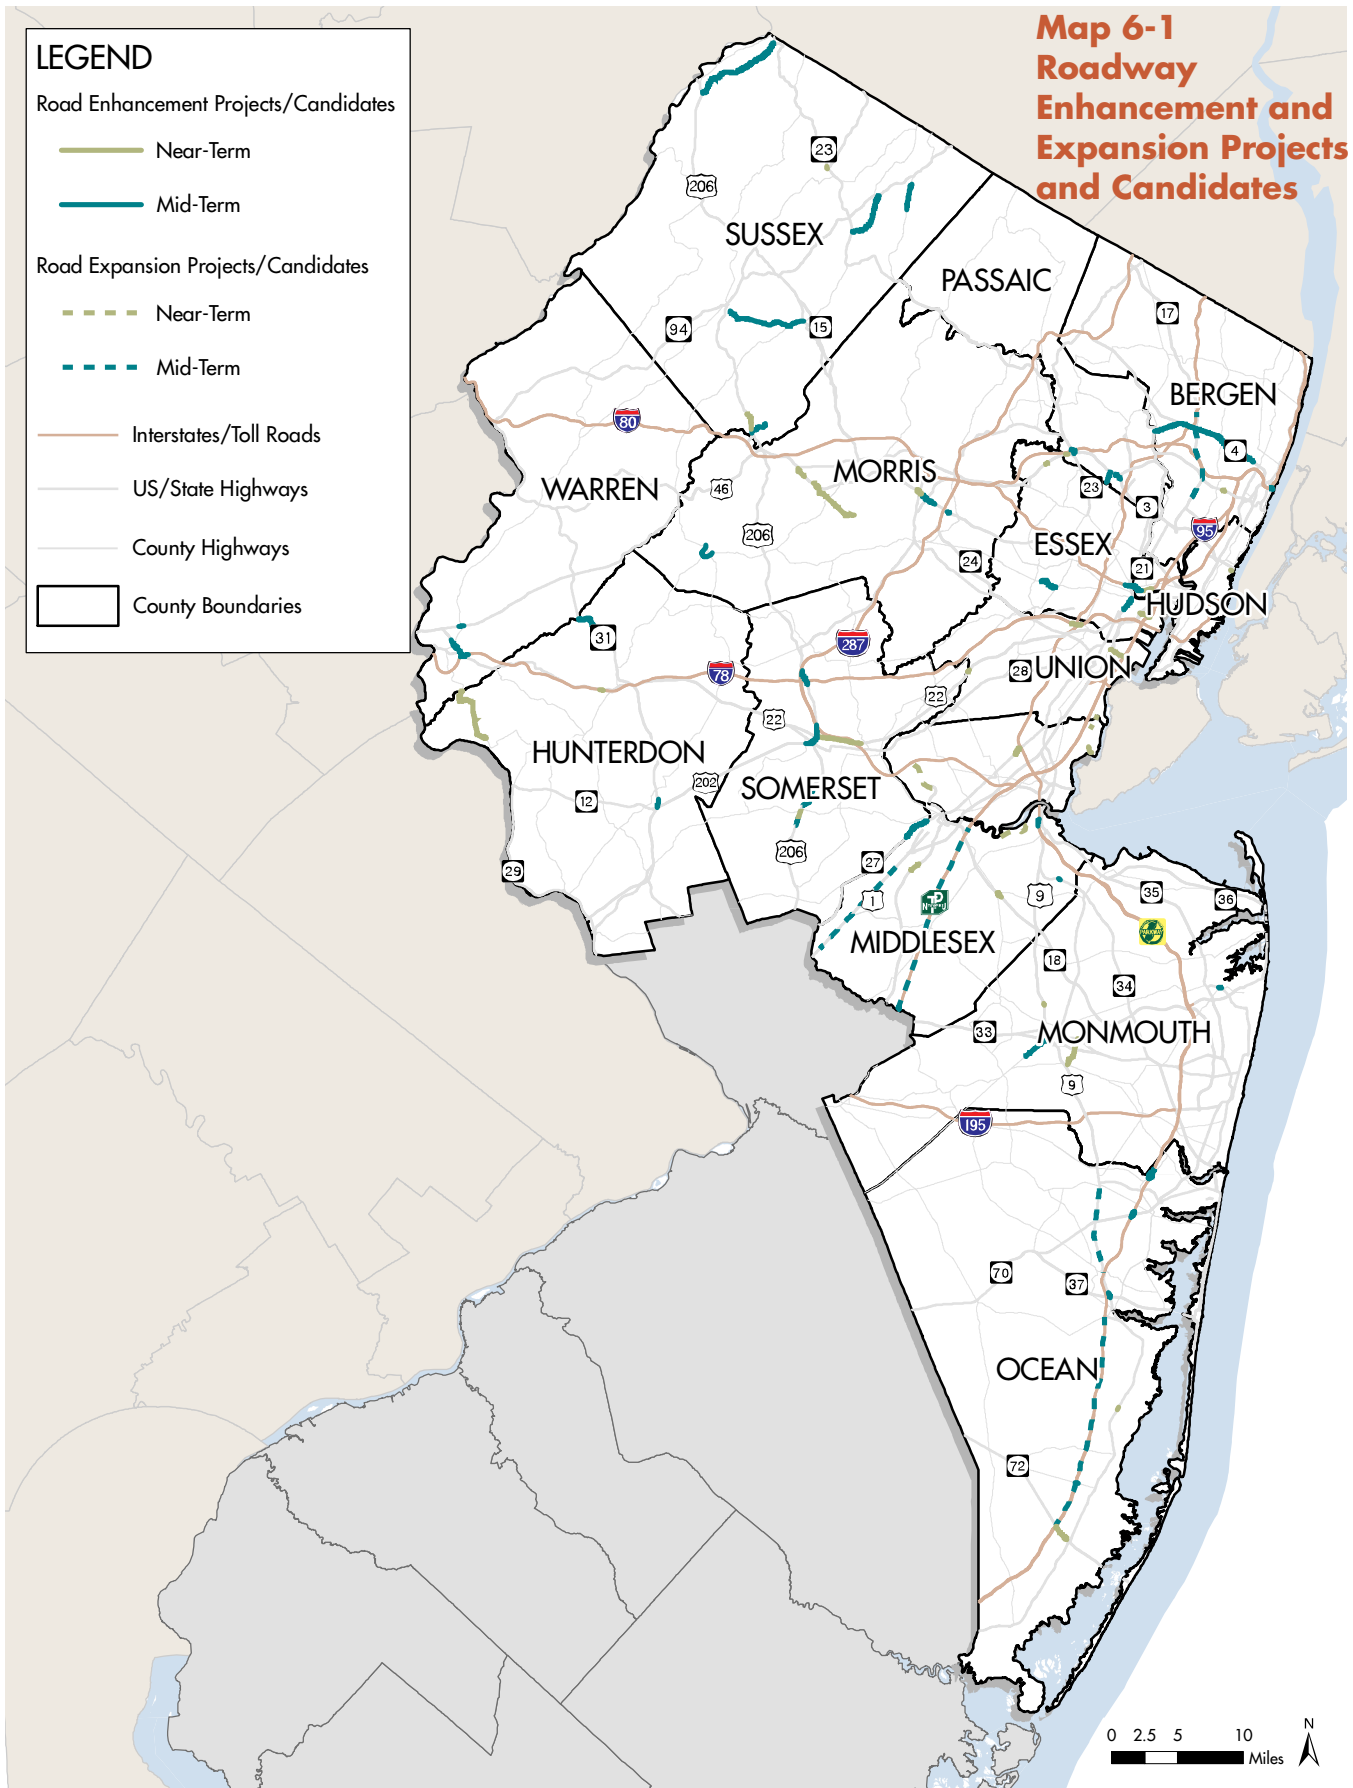 Map 6-1
Roadway
Enhancement and
Expansion Projects
and Candidates
LEGEND
Road Enhancement Projects/Candidates
Near-Term
Mid-Term
Road Expansion Projects/Candidates
Near-Term
Mid-Term
Interstates/Toll Roads
US/State Highways
County Highways
County Boundaries
23
206
SUSSEX
PASSAIC
17
94
15
BERGEN
80
4
MORRIS
WARREN
46
23
3
206
95
ESSEX
24
21
HUDSON
31
287
78
28
UNION
22
22
HUNTERDON
202
SOMERSET
12
206
27
29
1
9
35
36
PARKWAY
MIDDLESEX
18
34
33
MONMOUTH
9
195
70
37
OCEAN
72
0 2.5 5 10
Miles
N